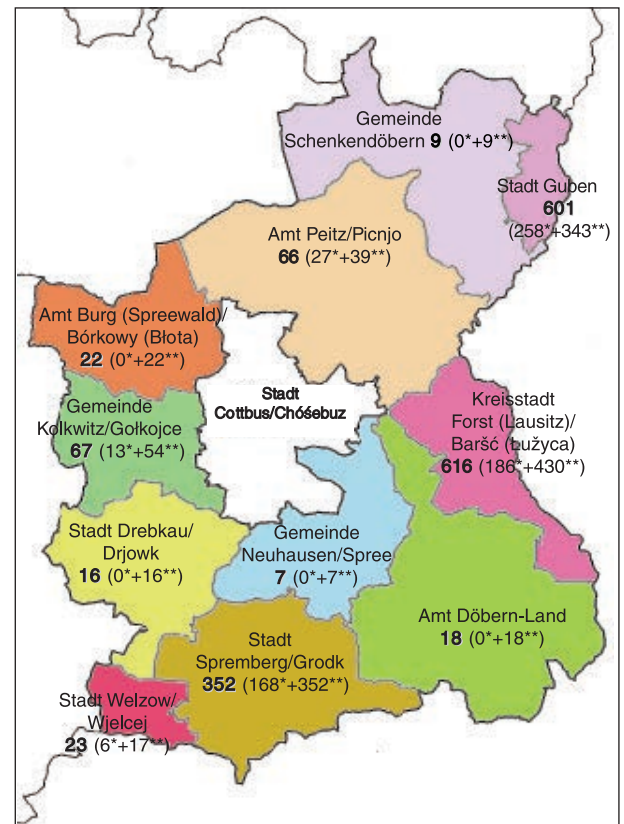 Gemeinde
Schenkendöbern 9 (0*+9**)
Stadt Guben
601
(258*+343**)
Amt Peitz/Picnjo
66 (27*+39**)
Amt Burg (Spreewald)/
Bórkowy (Błota)
22 (0*+22**)
Stadt
Cottbus/Chóśebuz
Gemeinde
Kolkwitz/Gołkojce
67 (13*+54**)
Kreisstadt
Forst (Lausitz)/
Baršć (Łužyca)
616 (186*+430**)
Stadt Drebkau/
Drjowk
16 (0*+16**)
Gemeinde
Neuhausen/Spree
7 (0*+7**)
Amt Döbern-Land
18 (0*+18**)
Stadt
Spremberg/Grodk
352 (168*+352**)
Stadt Welzow/
Wjelcej
23 (6*+17**)